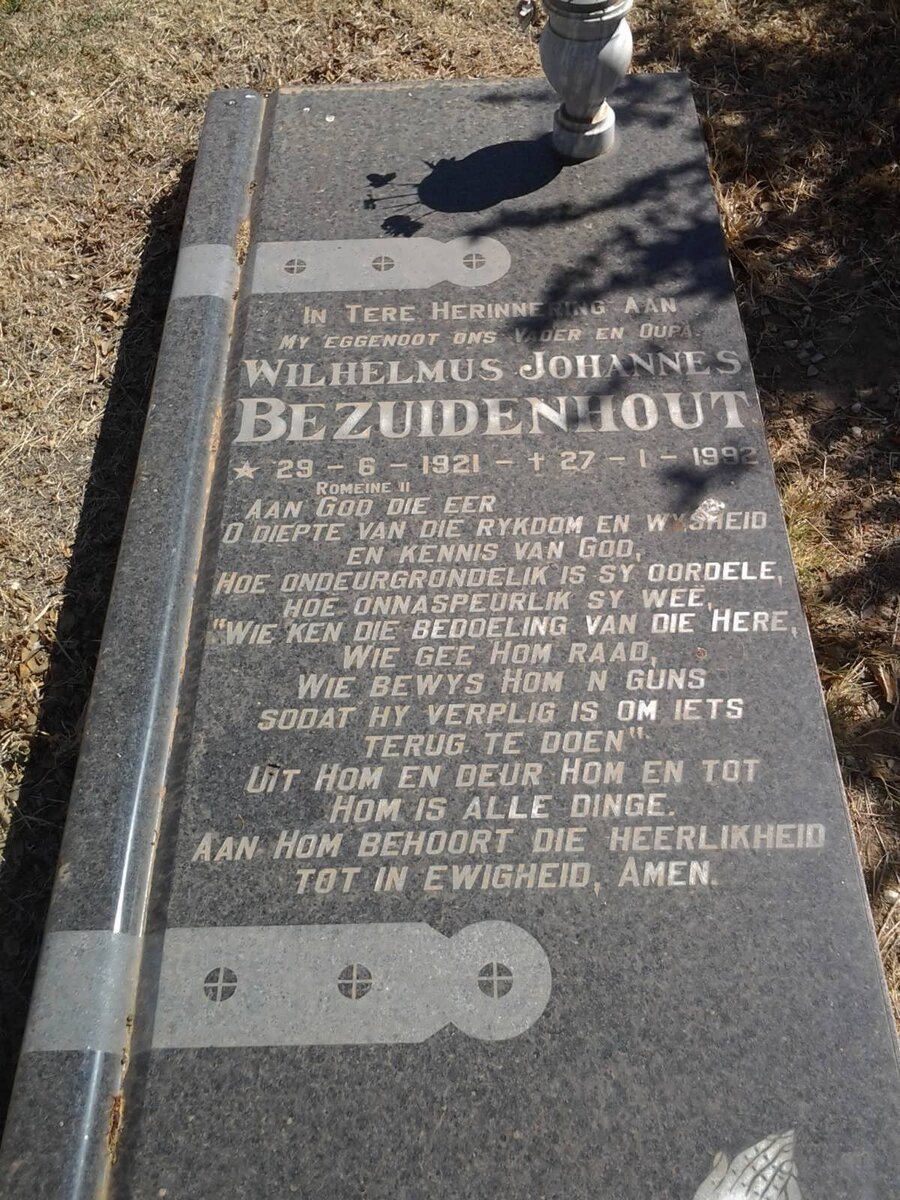 In Tere Herinnering Aan
My Eggenoot ons Vader en Oupa.
Wilhelmus Johannes
Bezuidenhout
★ 29 - 6 - 1921 - † 27 - 1 - 1992
Romeine 11
Aan God die eer
O diepte van die rykdom en wysheid
en kennis van God,
Hoe ondeurgrondelik is sy oordele,
hoe onnaspeurlik sy weë,
"Wie ken die bedoeling van die Here,
Wie gee Hom raad,
Wie bewys Hom 'n guns
sodat hy verplig is om iets
terug te doen"
Uit Hom en deur Hom en tot
Hom is alle dinge.
Aan Hom behoort die heerlikheid
tot in ewigheid, Amen.